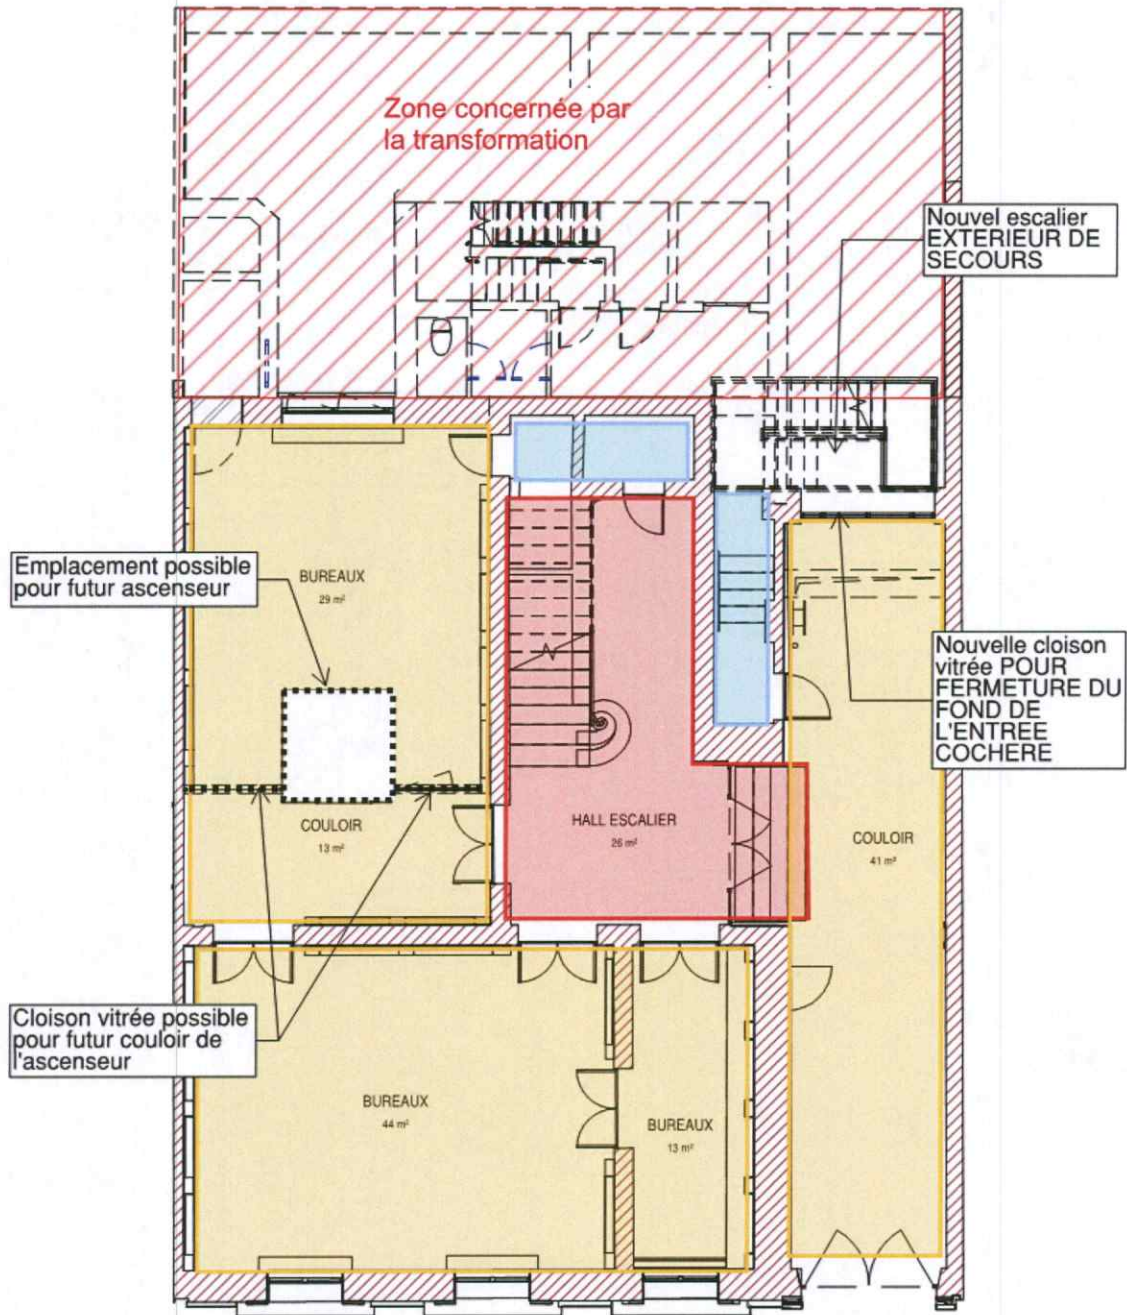 Zone concernée par
la transformation
Nouvel escalier
EXTERIEUR DE
SECOURS
Emplacement possible
pour futur ascenseur
BUREAUX
29 m²
Nouvelle cloison
vitrée POUR
FERMETURE DU
FOND DE
L'ENTREE
COCHERE
COULOIR
13 m²
HALL ESCALIER
26 m²
COULOIR
41 m²
Cloison vitrée possible
pour futur couloir de
l'ascenseur
BUREAUX
44 m²
BUREAUX
13 m²